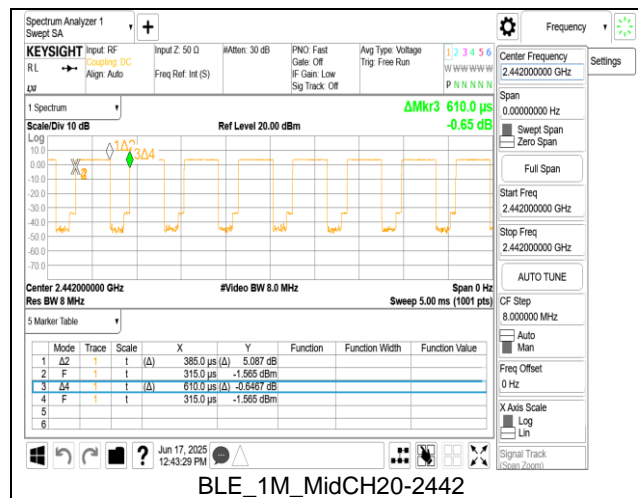 Spectrum Analyzer 1
Swept SA
+
Frequency
KEYSIGHT
Input: RF
Coupling: DC
Align: Auto
Input Z: 50 Ω
Freq Ref: Int (S)
#Atten: 30 dB
PNO: Fast
Gate: Off
IF Gain: Low
Sig Track: Off
Avg Type: Voltage
Trig: Free Run
1 2 3 4 5 6
W W W W W W
P N N N N N
RL
LXI
Center Frequency
2.442000000 GHz
Settings
Span
0.00000000 Hz
Swept Span
Zero Span
Full Span
Start Freq
2.442000000 GHz
Stop Freq
2.442000000 GHz
AUTO TUNE
CF Step
8.000000 MHz
Auto
Man
Freq Offset
0 Hz
X Axis Scale
Log
Lin
Signal Track
(Span Zoom)
1 Spectrum
ΔMkr3 610.0 µs
-0.65 dB
Scale/Div 10 dB
Ref Level 20.00 dBm
Log
10.0
0.00
-10.0
-20.0
-30.0
-40.0
-50.0
-60.0
-70.0
1Δ2
3Δ4
Center 2.442000000 GHz
#Video BW 8.0 MHz
Span 0 Hz
Res BW 8 MHz
Sweep 5.00 ms (1001 pts)
5 Marker Table
Mode Trace Scale X Y Function Function Width Function Value
1 Δ2 1 t (Δ) 385.0 µs (Δ) 5.087 dB
2 F 1 t 315.0 µs -1.565 dBm
3 Δ4 1 t (Δ) 610.0 µs (Δ) -0.6467 dB
4 F 1 t 315.0 µs -1.565 dBm
5
6
?
Jun 17, 2025
12:43:29 PM
BLE_1M_MidCH20-2442